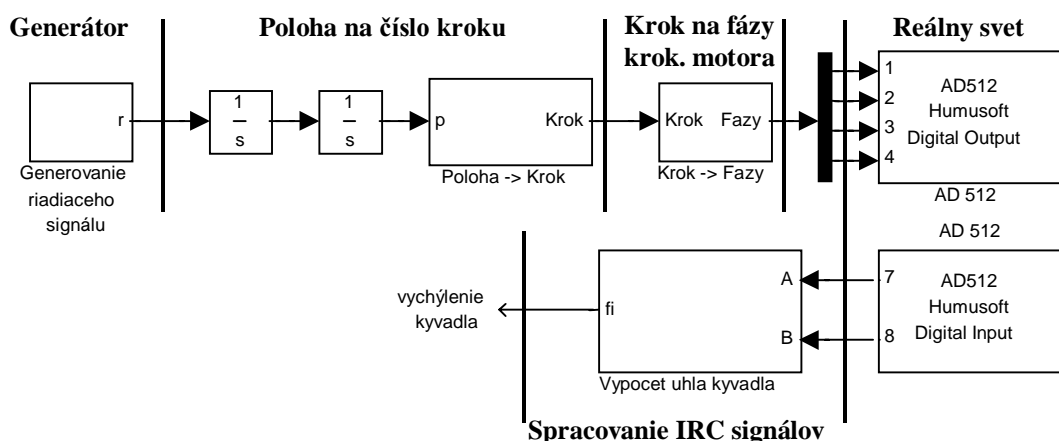 Generátor
Poloha na číslo kroku
Krok na fázy
krok. motora
Reálny svet
r
1
s
1
s
p
Krok
Krok
Fazy
1
2
3
4
AD512
Humusoft
Digital Output
Generovanie
riadiaceho
signálu
Poloha -> Krok
Krok -> Fazy
AD 512
AD 512
vychýlenie
kyvadla
fi
A
B
7
8
AD512
Humusoft
Digital Input
Vypocet uhla kyvadla
Spracovanie IRC signálov